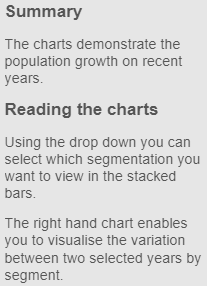 Summary
The charts demonstrate the
population growth on recent
years.
Reading the charts
Using the drop down you can
select which segmentation you
want to view in the stacked
bars.
The right hand chart enables
you to visualise the variation
between two selected years by
segment.